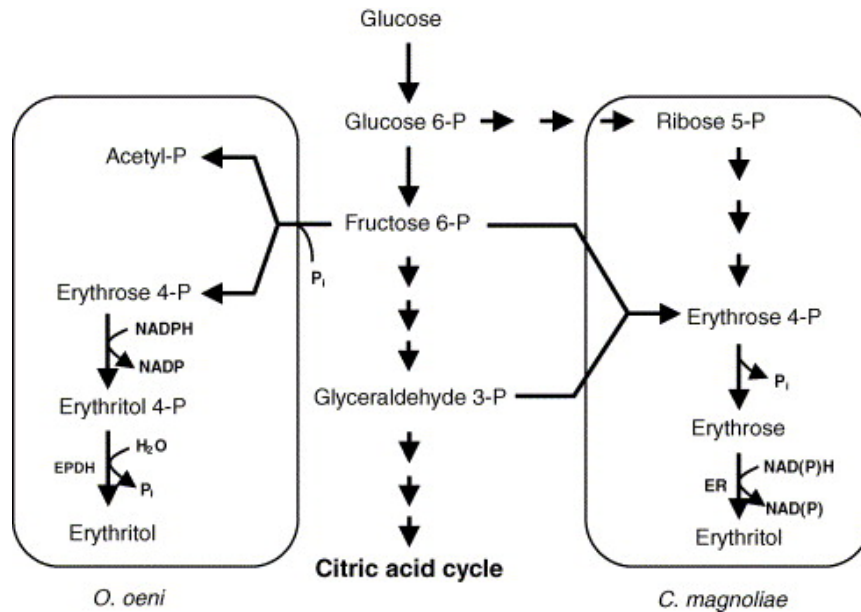 Glucose
Glucose 6-P
Ribose 5-P
Acetyl-P
Fructose 6-P
Pi
Erythrose 4-P
Erythrose 4-P
NADPH
NADP
Pi
Erythritol 4-P
Glyceraldehyde 3-P
Erythrose
H2O
EPDH
Pi
NAD(P)H
ER
NAD(P)
Erythritol
Erythritol
Citric acid cycle
O. oeni
C. magnoliae